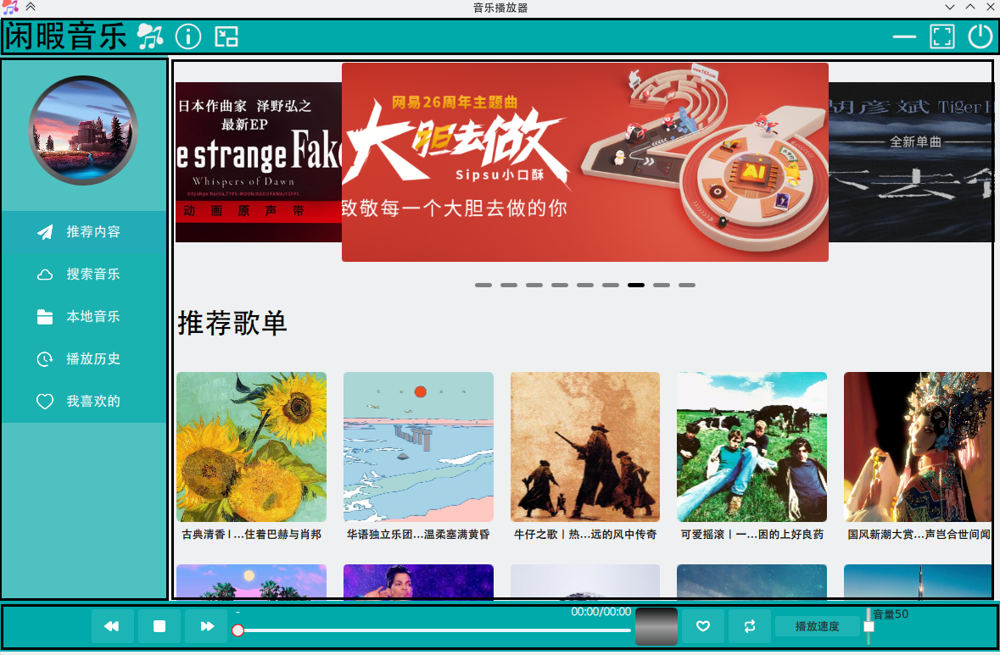 音乐播放器
闲暇音乐
推荐内容
搜索音乐
本地音乐
播放历史
我喜欢的
日本作曲家 泽野弘之
最新EP
e strange Fake
Whispers of Dawn
动画原声带
网易26周年主题曲
大胆去做
Sipsu小口酥
致敬每一个大胆去做的你
www.163.com
AI
胡彦斌 Tiger
全新单曲
推荐歌单
古典清香 | ...住着巴赫与肖邦
华语独立乐团...温柔塞满黄昏
牛仔之歌丨热...远的风中传奇
可爱摇滚丨一...困的上好良药
国风新潮大赏...声岂合世间闻
-
00:00/00:00
播放速度
音量50